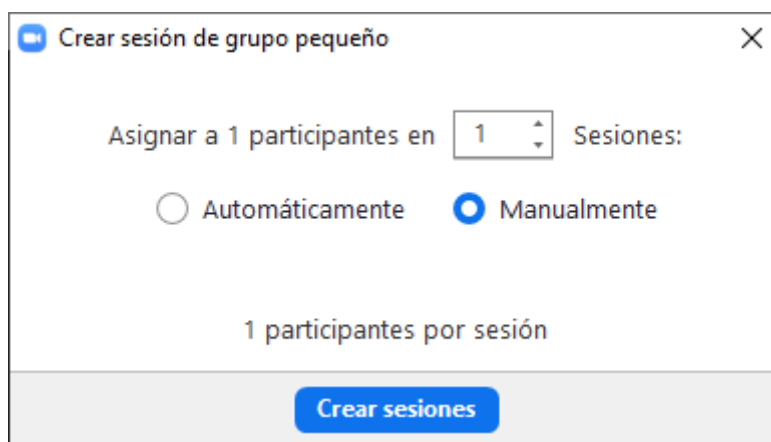 Crear sesión de grupo pequeño
Asignar a 1 participantes en 1 Sesiones:
Automáticamente Manualmente
1 participantes por sesión
Crear sesiones